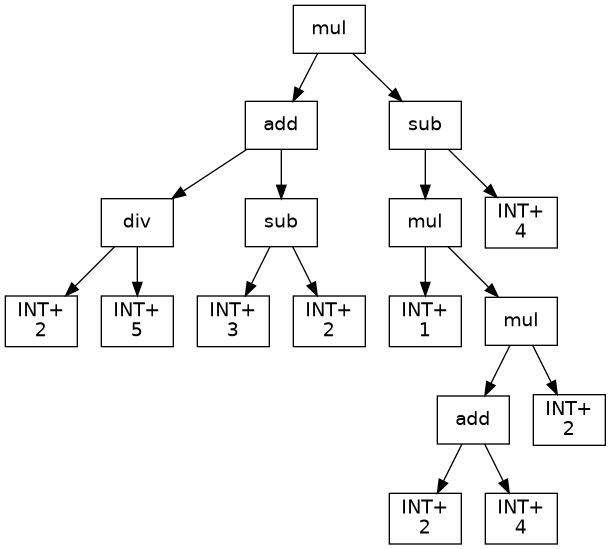 mul
add
sub
div
sub
mul
INT+
4
INT+
2
INT+
5
INT+
3
INT+
2
INT+
1
mul
add
INT+
2
INT+
2
INT+
4